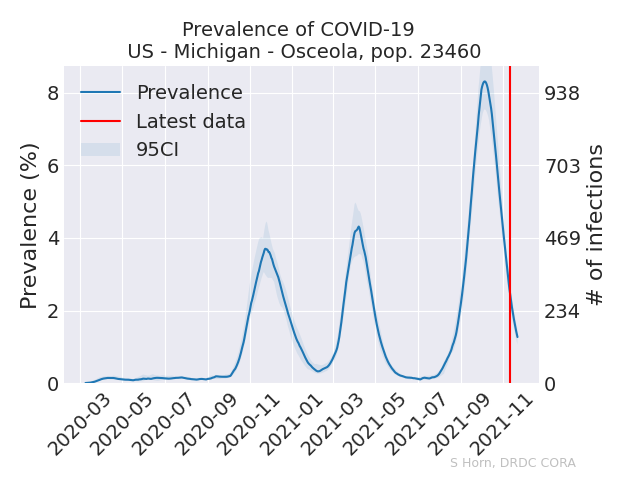 Prevalence of COVID-19
US - Michigan - Osceola, pop. 23460
Prevalence
Latest data
95CI
Prevalence (%)
8
6
4
2
0
# of infections
938
703
469
234
0
2020-03
2020-05
2020-07
2020-09
2020-11
2021-01
2021-03
2021-05
2021-07
2021-09
2021-11
S Horn, DRDC CORA